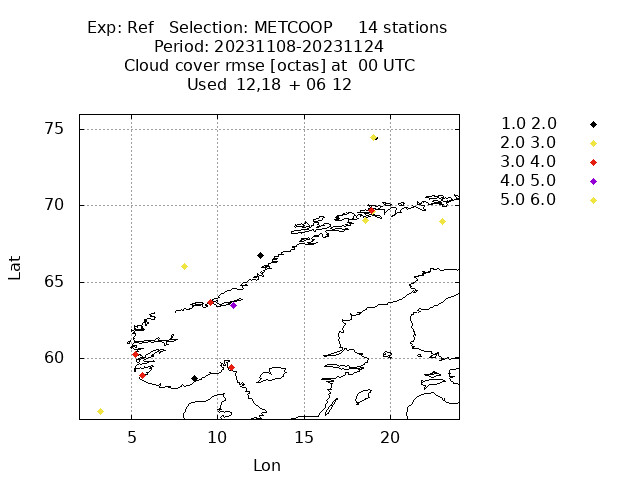 Exp: Ref   Selection: METCOOP     14 stations
Period: 20231108-20231124
Cloud cover rmse [octas] at  00 UTC
Used  12,18 + 06 12
1.0 2.0
2.0 3.0
3.0 4.0
4.0 5.0
5.0 6.0
75
70
65
60
Lat
5 10 15 20
Lon